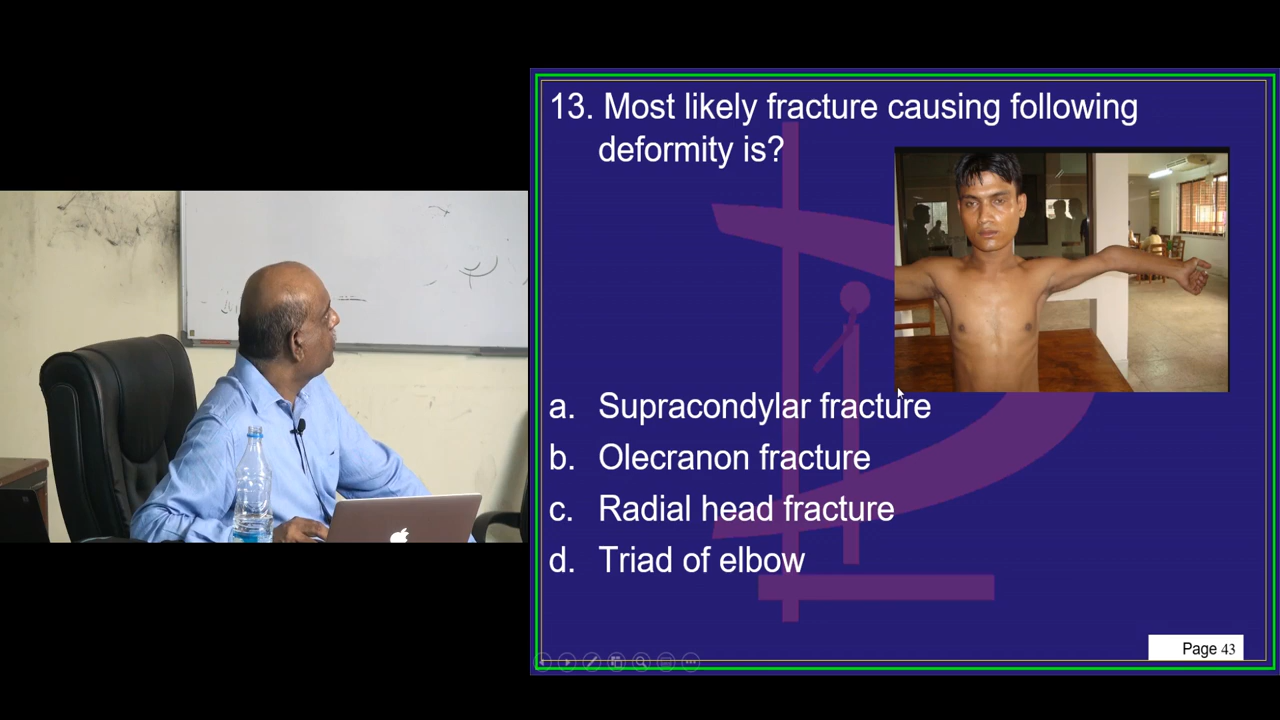 13. Most likely fracture causing following
deformity is?
a. Supracondylar fracture
b. Olecranon fracture
c. Radial head fracture
d. Triad of elbow
Page 43